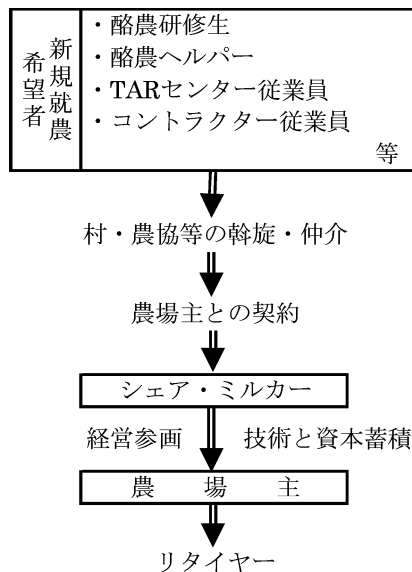 新規就農
希望者
・酪農研修生
・酪農ヘルパー
・TARセンター従業員
・コントラクター従業員
等
村・農協等の斡旋・仲介
農場主との契約
シェア・ミルカー
経営参画 技術と資本蓄積
農 場 主
リタイヤー